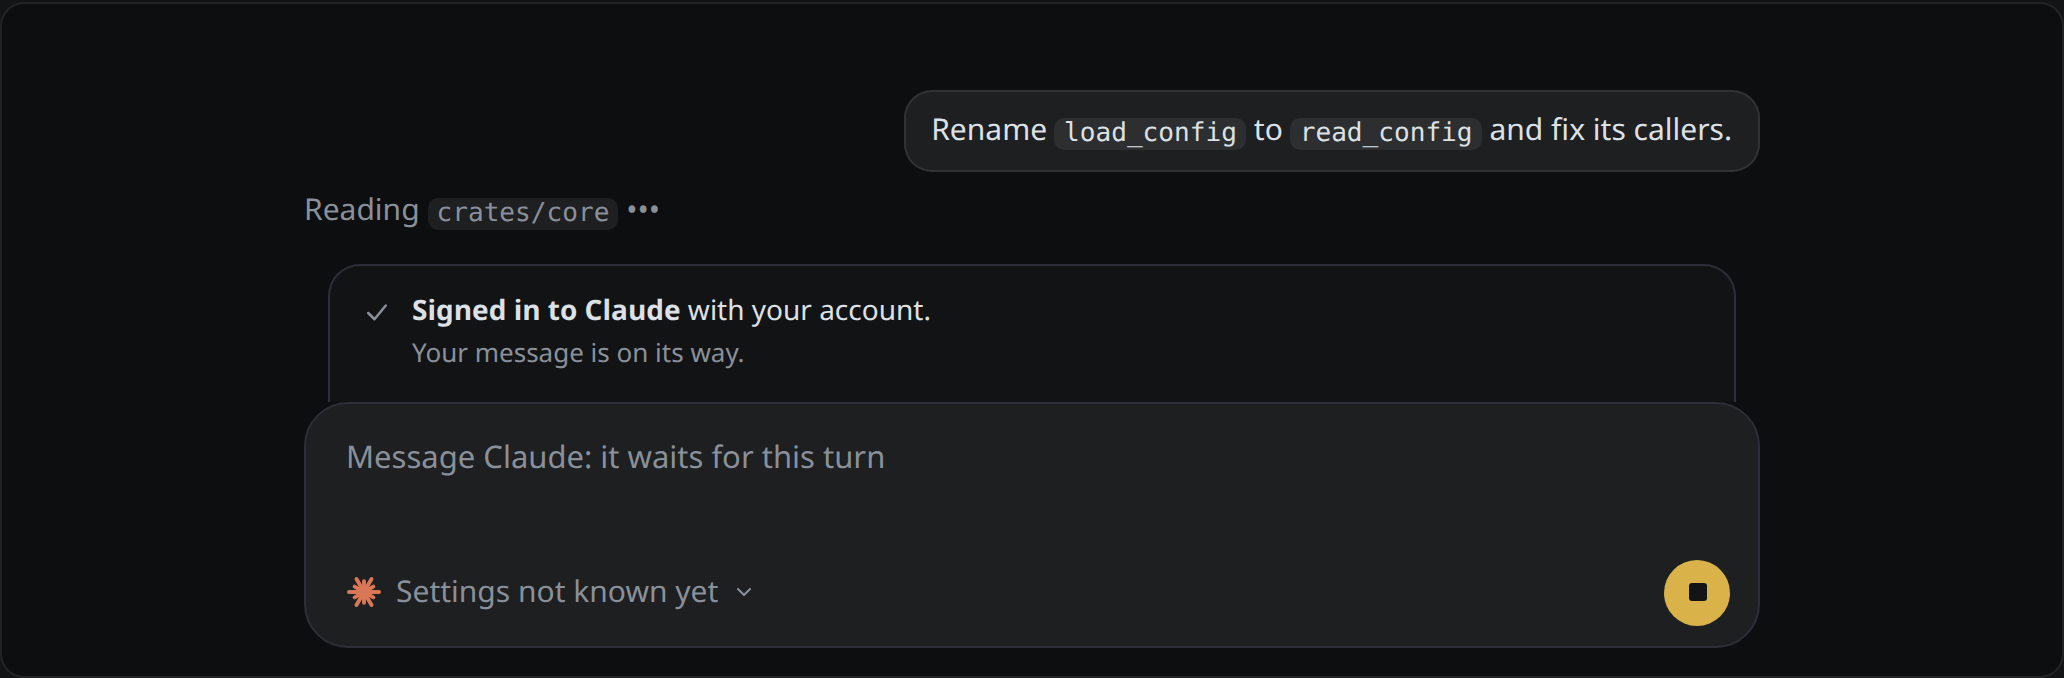 Rename load_config to read_config and fix its callers.
Reading crates/core •••
Signed in to Claude with your account.
Your message is on its way.
Message Claude: it waits for this turn
Settings not known yet